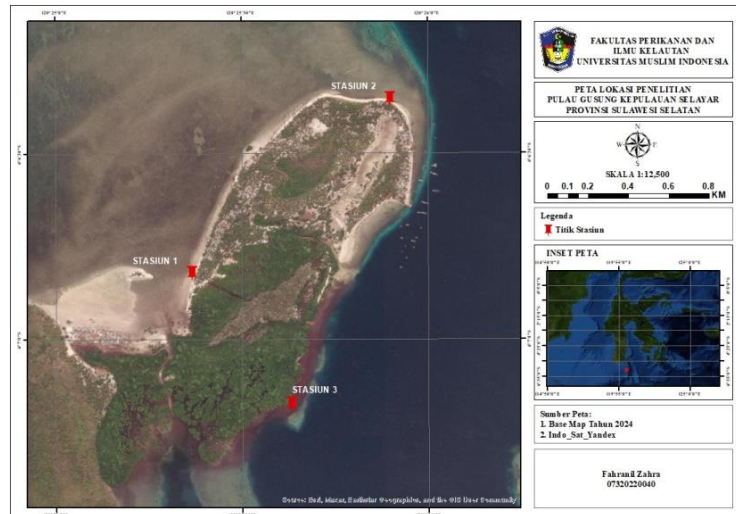 STASIUN 2
STASIUN 1
STASIUN 3
Source: Esri, Maxar, Earthstar Geographics, and the GIS User Community
FAKULTAS PERIKANAN DAN
ILMU KELAUTAN
UNIVERSITAS MUSLIM INDONESIA
PETA LOKASI PENELITIAN
PULAU GUSUNG KEPULAUAN SELAYAR
PROVINSI SULAWESI SELATAN
N
W E
S
SKALA 1:12,500
0 0.1 0.2 0.4 0.6 0.8
KM
Legenda
Titik Stasiun
INSET PETA
Sumber Peta:
1. Base Map Tahun 2024
2. Indo_Sat_Yandex
Fahranil Zahra
07320220040